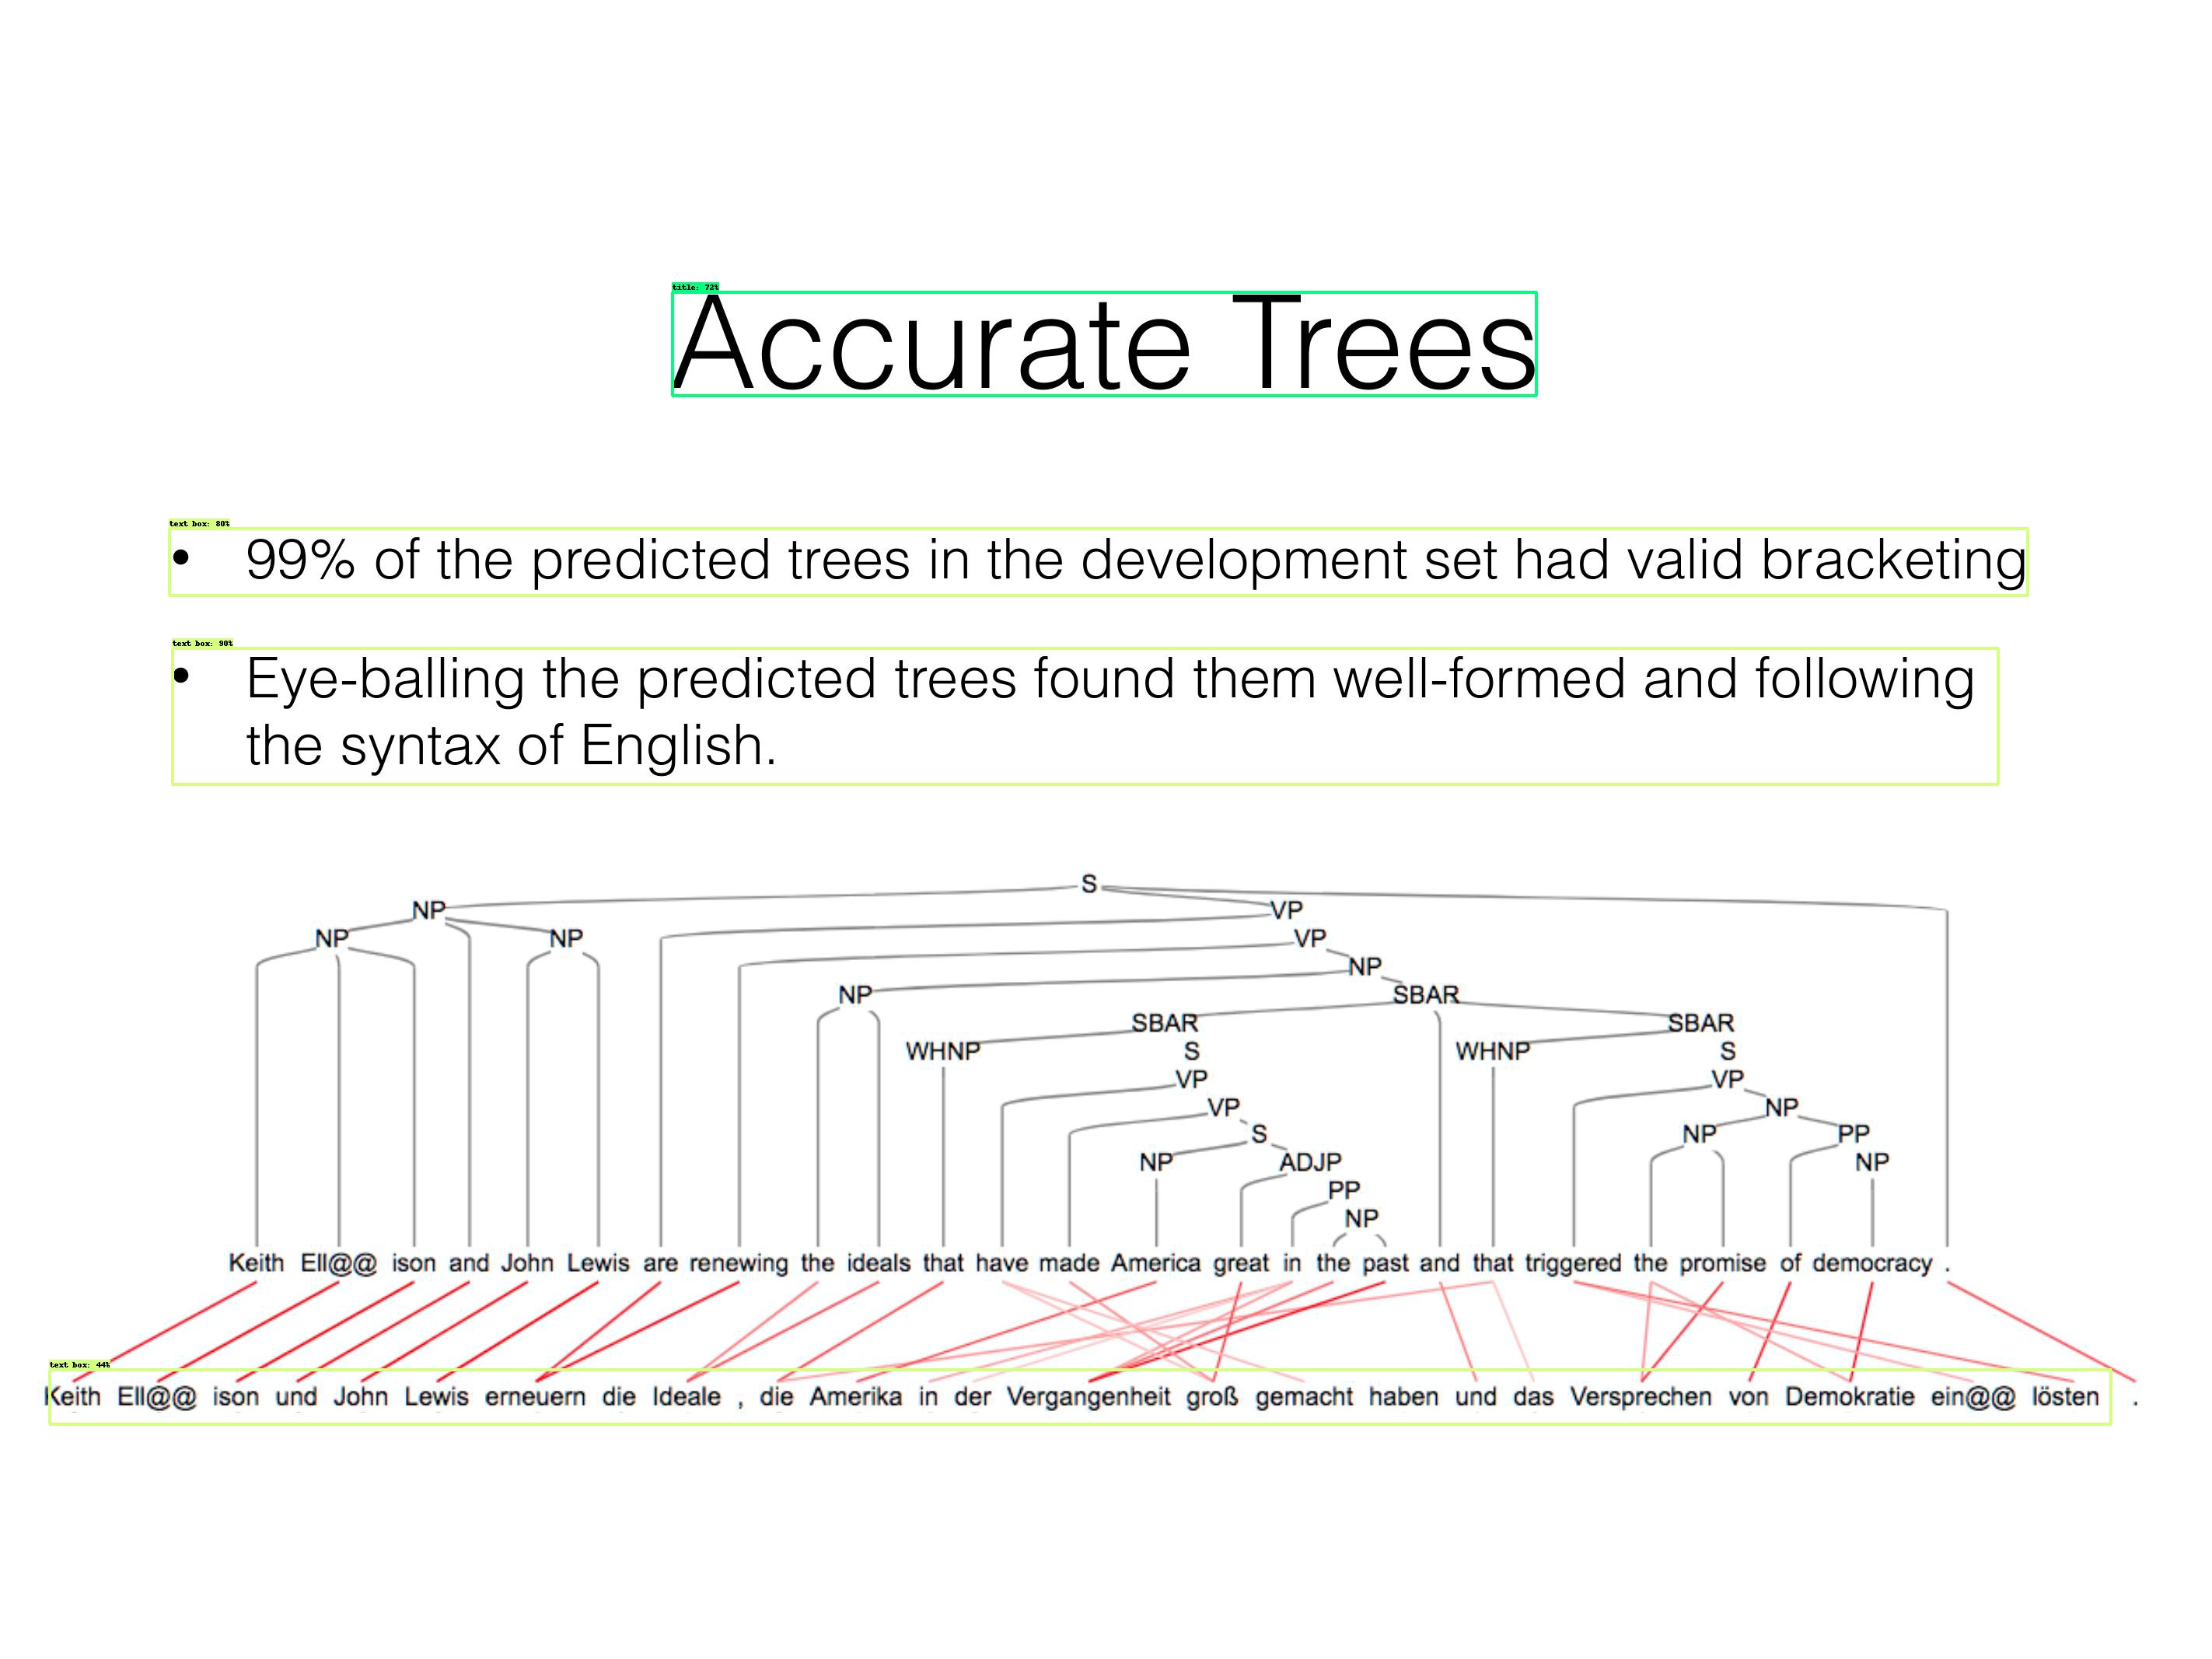 title: 72%
Accurate Trees
text box: 80%
• 99% of the predicted trees in the development set had valid bracketing
text box: 90%
• Eye-balling the predicted trees found them well-formed and following
the syntax of English.
S
NP VP
NP NP VP
NP
NP SBAR
SBAR SBAR
WHNP S WHNP S
VP VP
VP NP
S NP PP
NP ADJP NP
PP
NP
Keith Ell@@ ison and John Lewis are renewing the ideals that have made America great in the past and that triggered the promise of democracy .
text box: 44%
Keith Ell@@ ison und John Lewis erneuern die Ideale , die Amerika in der Vergangenheit groß gemacht haben und das Versprechen von Demokratie ein@@ lösten .